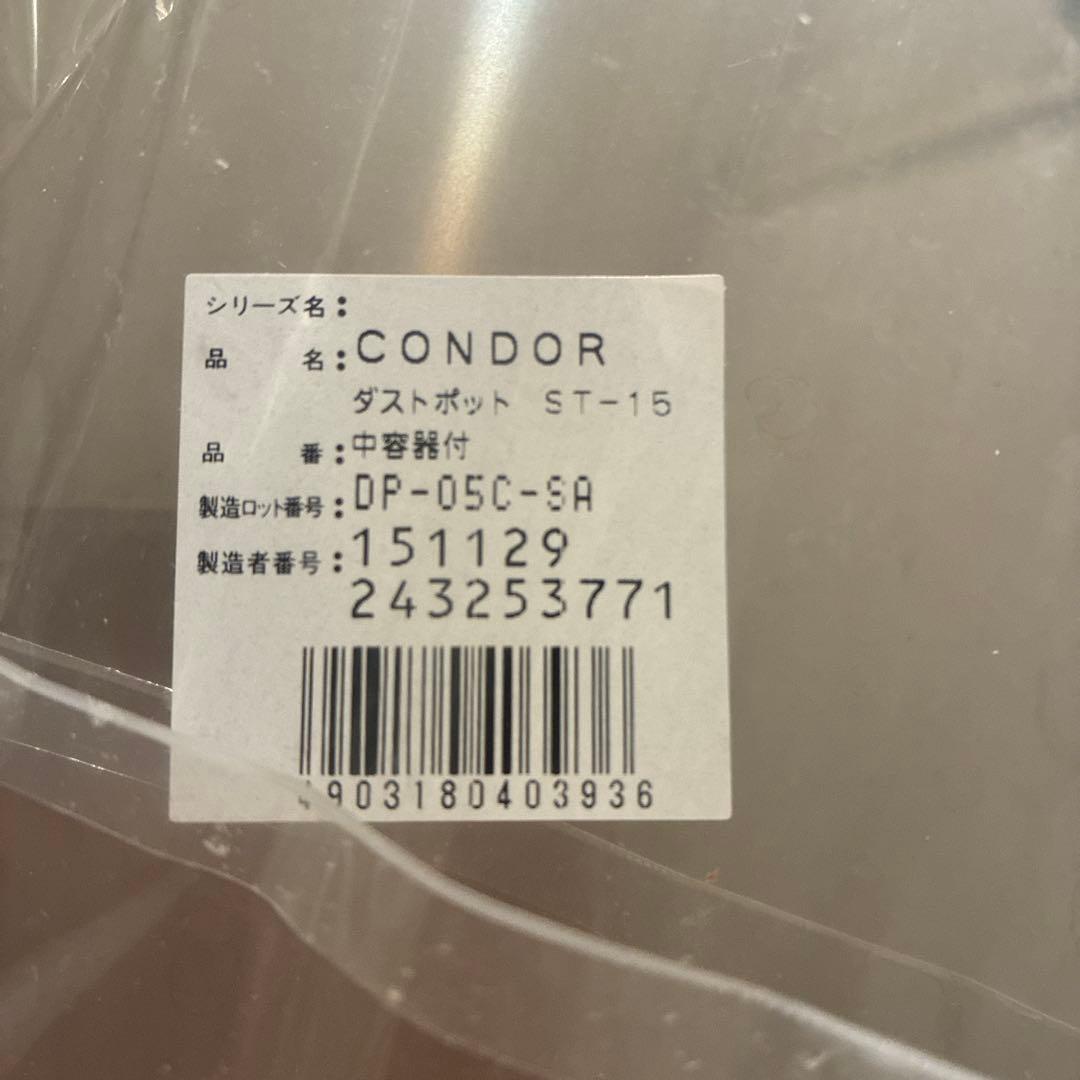 シリーズ名：
品　　名：CONDOR
ダストポット ST-15
品　　番：中容器付
製造ロット番号：DP-05C-SA
製造者番号：151129
243253771
4903180403936